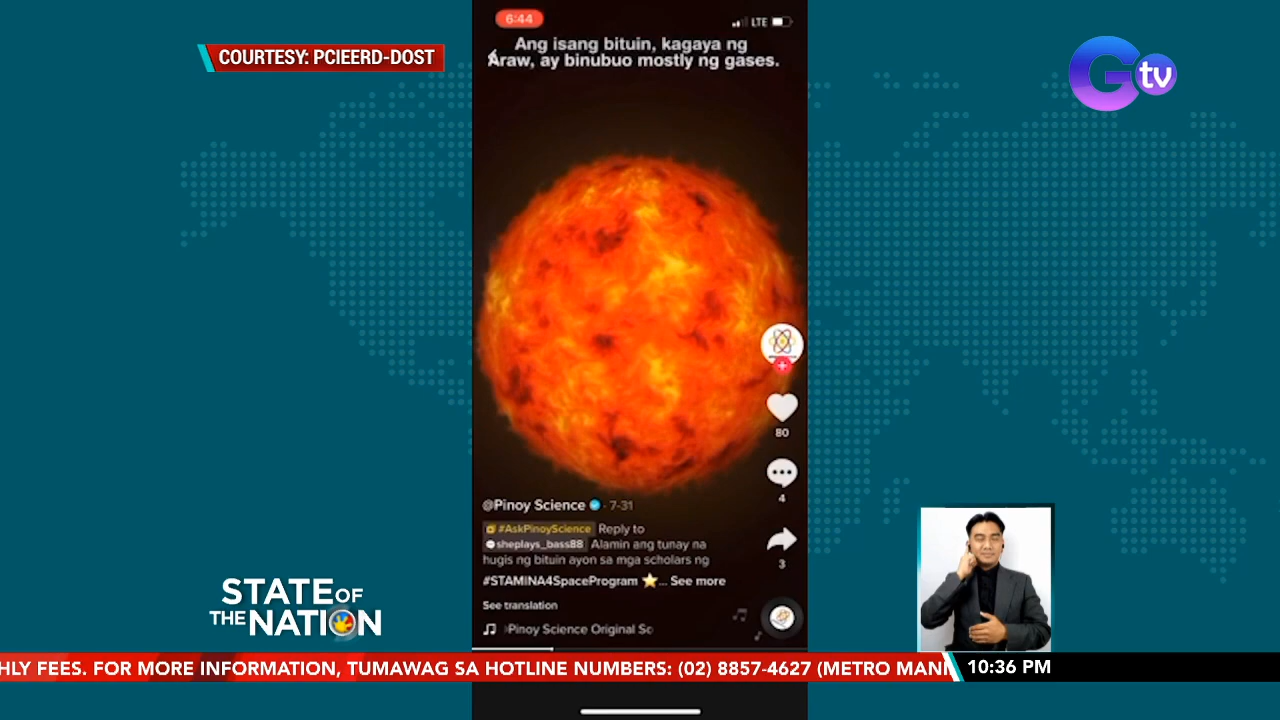 COURTESY: PCIEERD-DOST
6:44
LTE
Ang isang bituin, kagaya ng
Araw, ay binubuo mostly ng gases.
G tv
80
4
3
@Pinoy Science · 7-31
#AskPinoyScience Reply to
sheplays_bass88 Alamin ang tunay na
hugis ng bituin ayon sa mga scholars ng
#STAMINA4SpaceProgram ⭐... See more
See translation
Pinoy Science Original So
STATE OF
THE NATION
HLY FEES. FOR MORE INFORMATION, TUMAWAG SA HOTLINE NUMBERS: (02) 8857-4627 (METRO MANI
10:36 PM